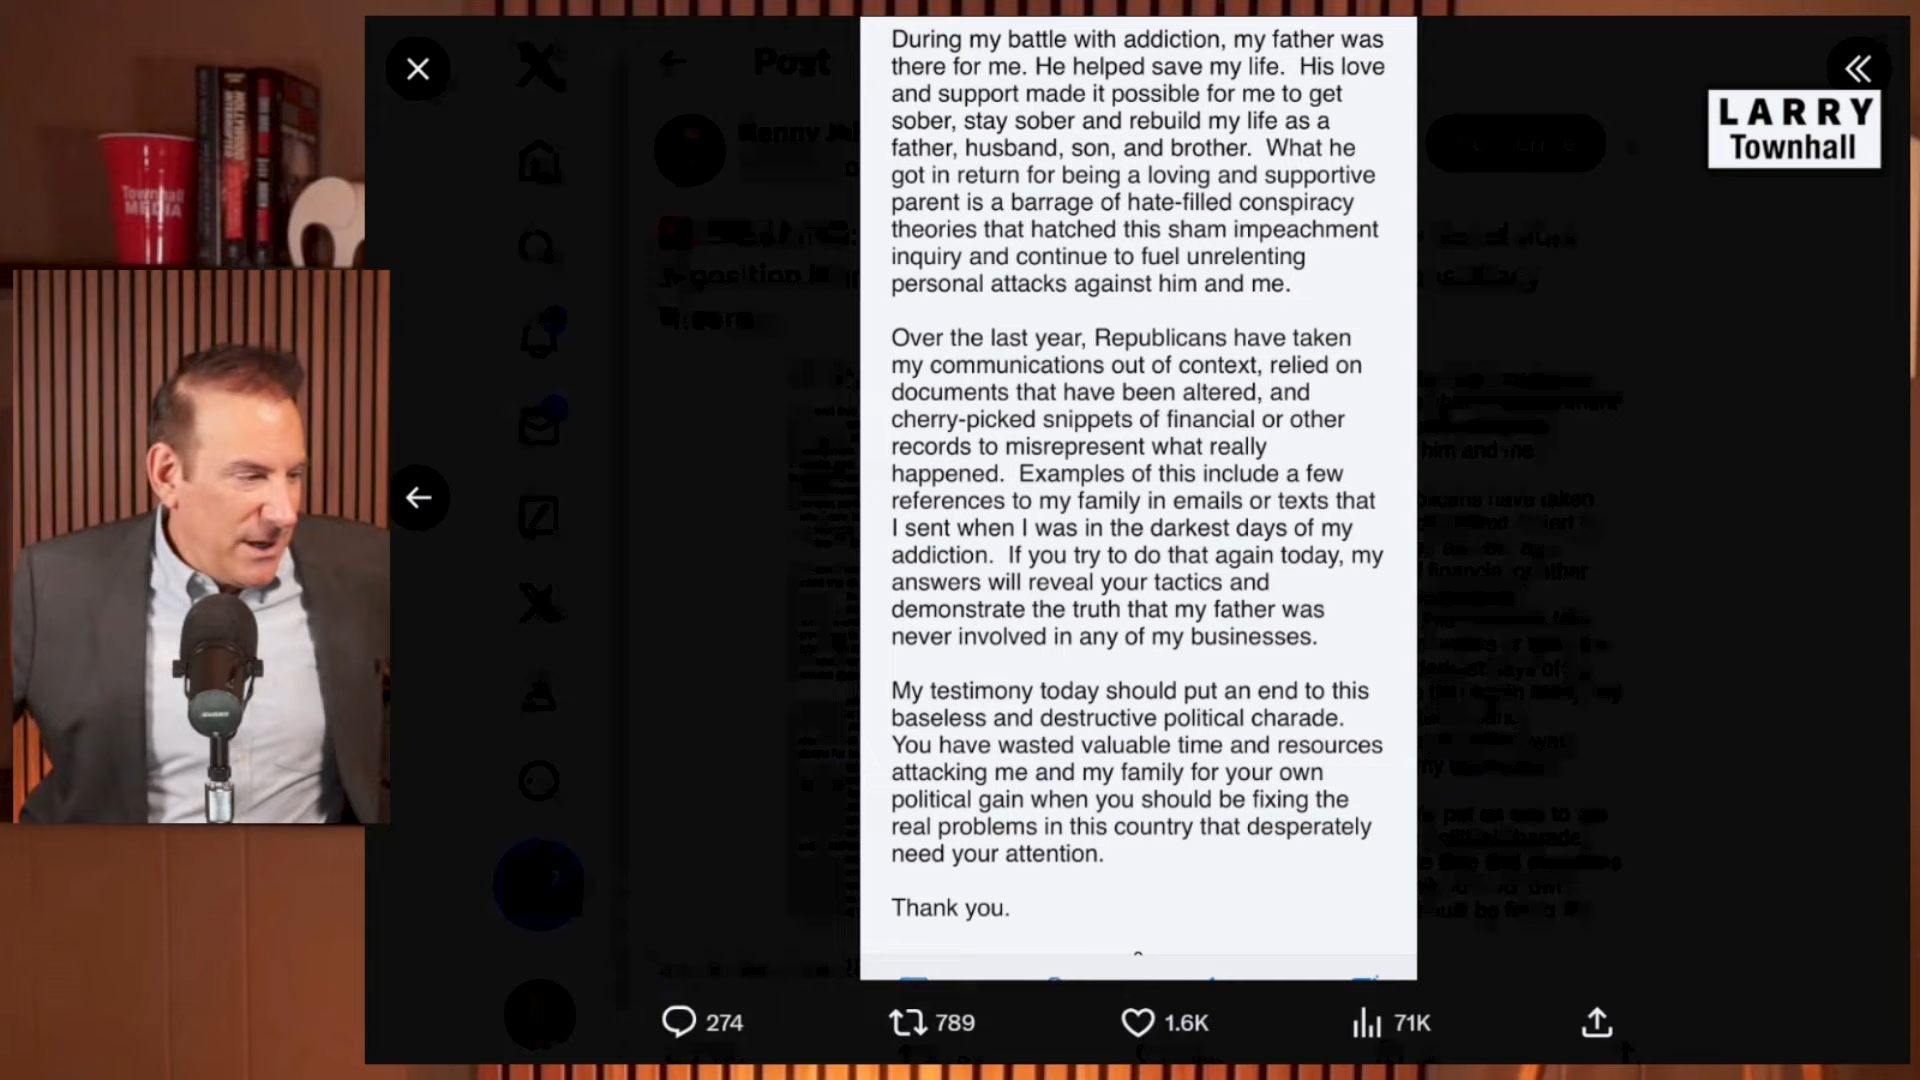 During my battle with addiction, my father was
there for me. He helped save my life.  His love
and support made it possible for me to get
sober, stay sober and rebuild my life as a
father, husband, son, and brother.  What he
got in return for being a loving and supportive
parent is a barrage of hate-filled conspiracy
theories that hatched this sham impeachment
inquiry and continue to fuel unrelenting
personal attacks against him and me.
Over the last year, Republicans have taken
my communications out of context, relied on
documents that have been altered, and
cherry-picked snippets of financial or other
records to misrepresent what really
happened.  Examples of this include a few
references to my family in emails or texts that
I sent when I was in the darkest days of my
addiction.  If you try to do that again today, my
answers will reveal your tactics and
demonstrate the truth that my father was
never involved in any of my businesses.
My testimony today should put an end to this
baseless and destructive political charade.
You have wasted valuable time and resources
attacking me and my family for your own
political gain when you should be fixing the
real problems in this country that desperately
need your attention.
Thank you.
LARRY
Townhall
Post
Townhall
MEDIA
274
789
1.6K
71K